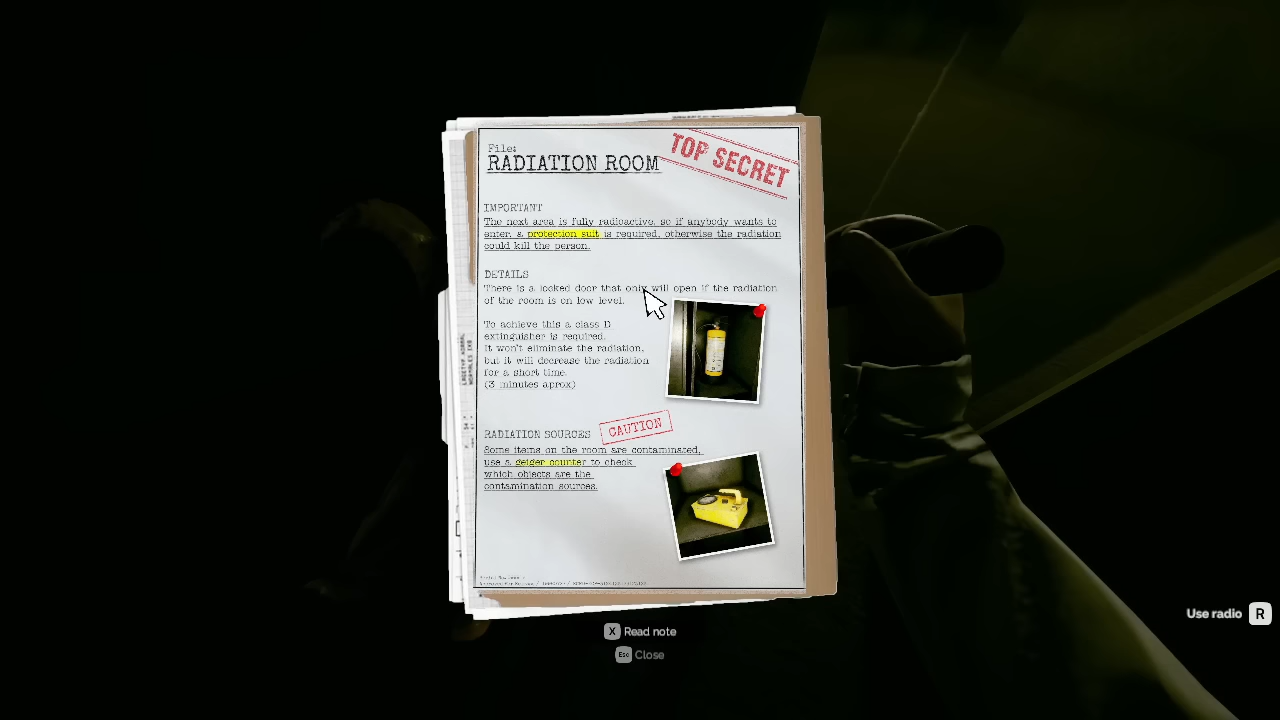 File:
RADIATION ROOM
TOP SECRET
IMPORTANT
The next area is fully radioactive, so if anybody wants to
enter, a protection suit is required, otherwise the radiation
could kill the person.
DETAILS
There is a locked door that only will open if the radiation
of the room is on low level.
To achieve this a class D
extinguisher is required.
It won't eliminate the radiation,
but it will decrease the radiation
for a short time.
(3 minutes aprox)
RADIATION SOURCES
CAUTION
Some items on the room are contaminated,
use a geiger counter to check
which objects are the
contamination sources.
X Read note
Esc Close
Use radio R